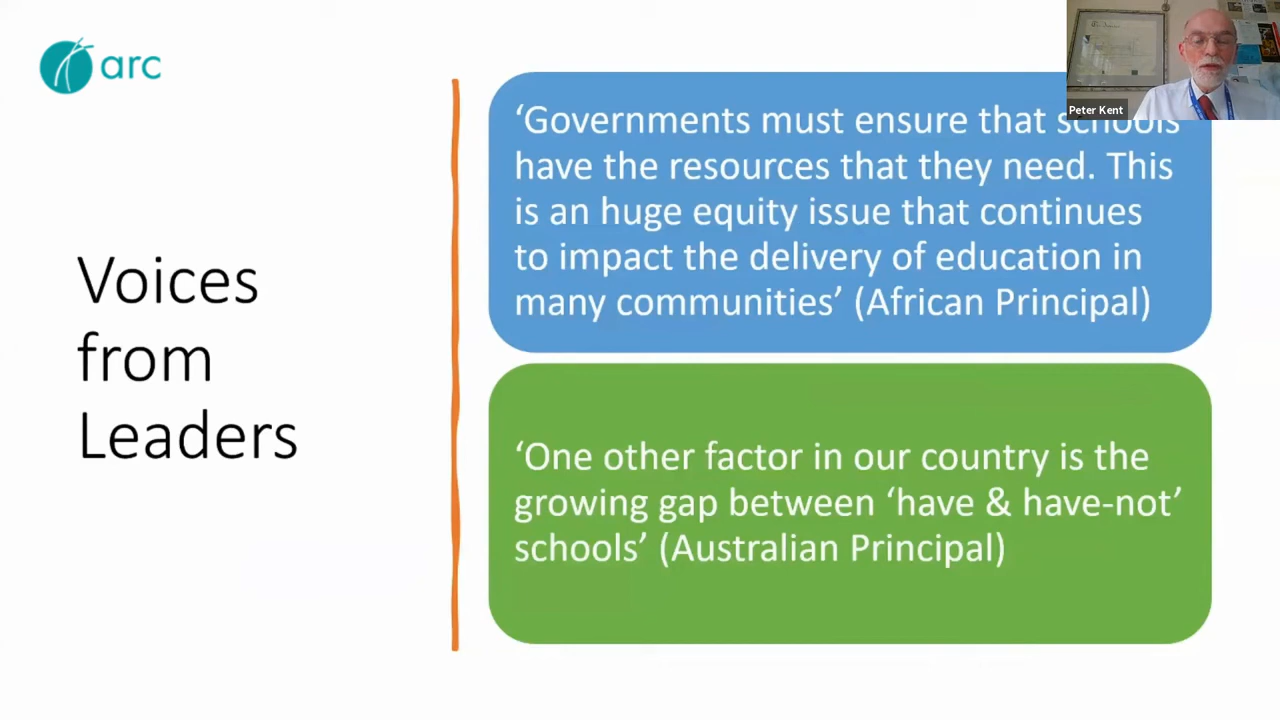 arc
Peter Kent
Voices
from
Leaders
‘Governments must ensure that schools
have the resources that they need. This
is an huge equity issue that continues
to impact the delivery of education in
many communities’ (African Principal)
‘One other factor in our country is the
growing gap between ‘have & have-not’
schools’ (Australian Principal)